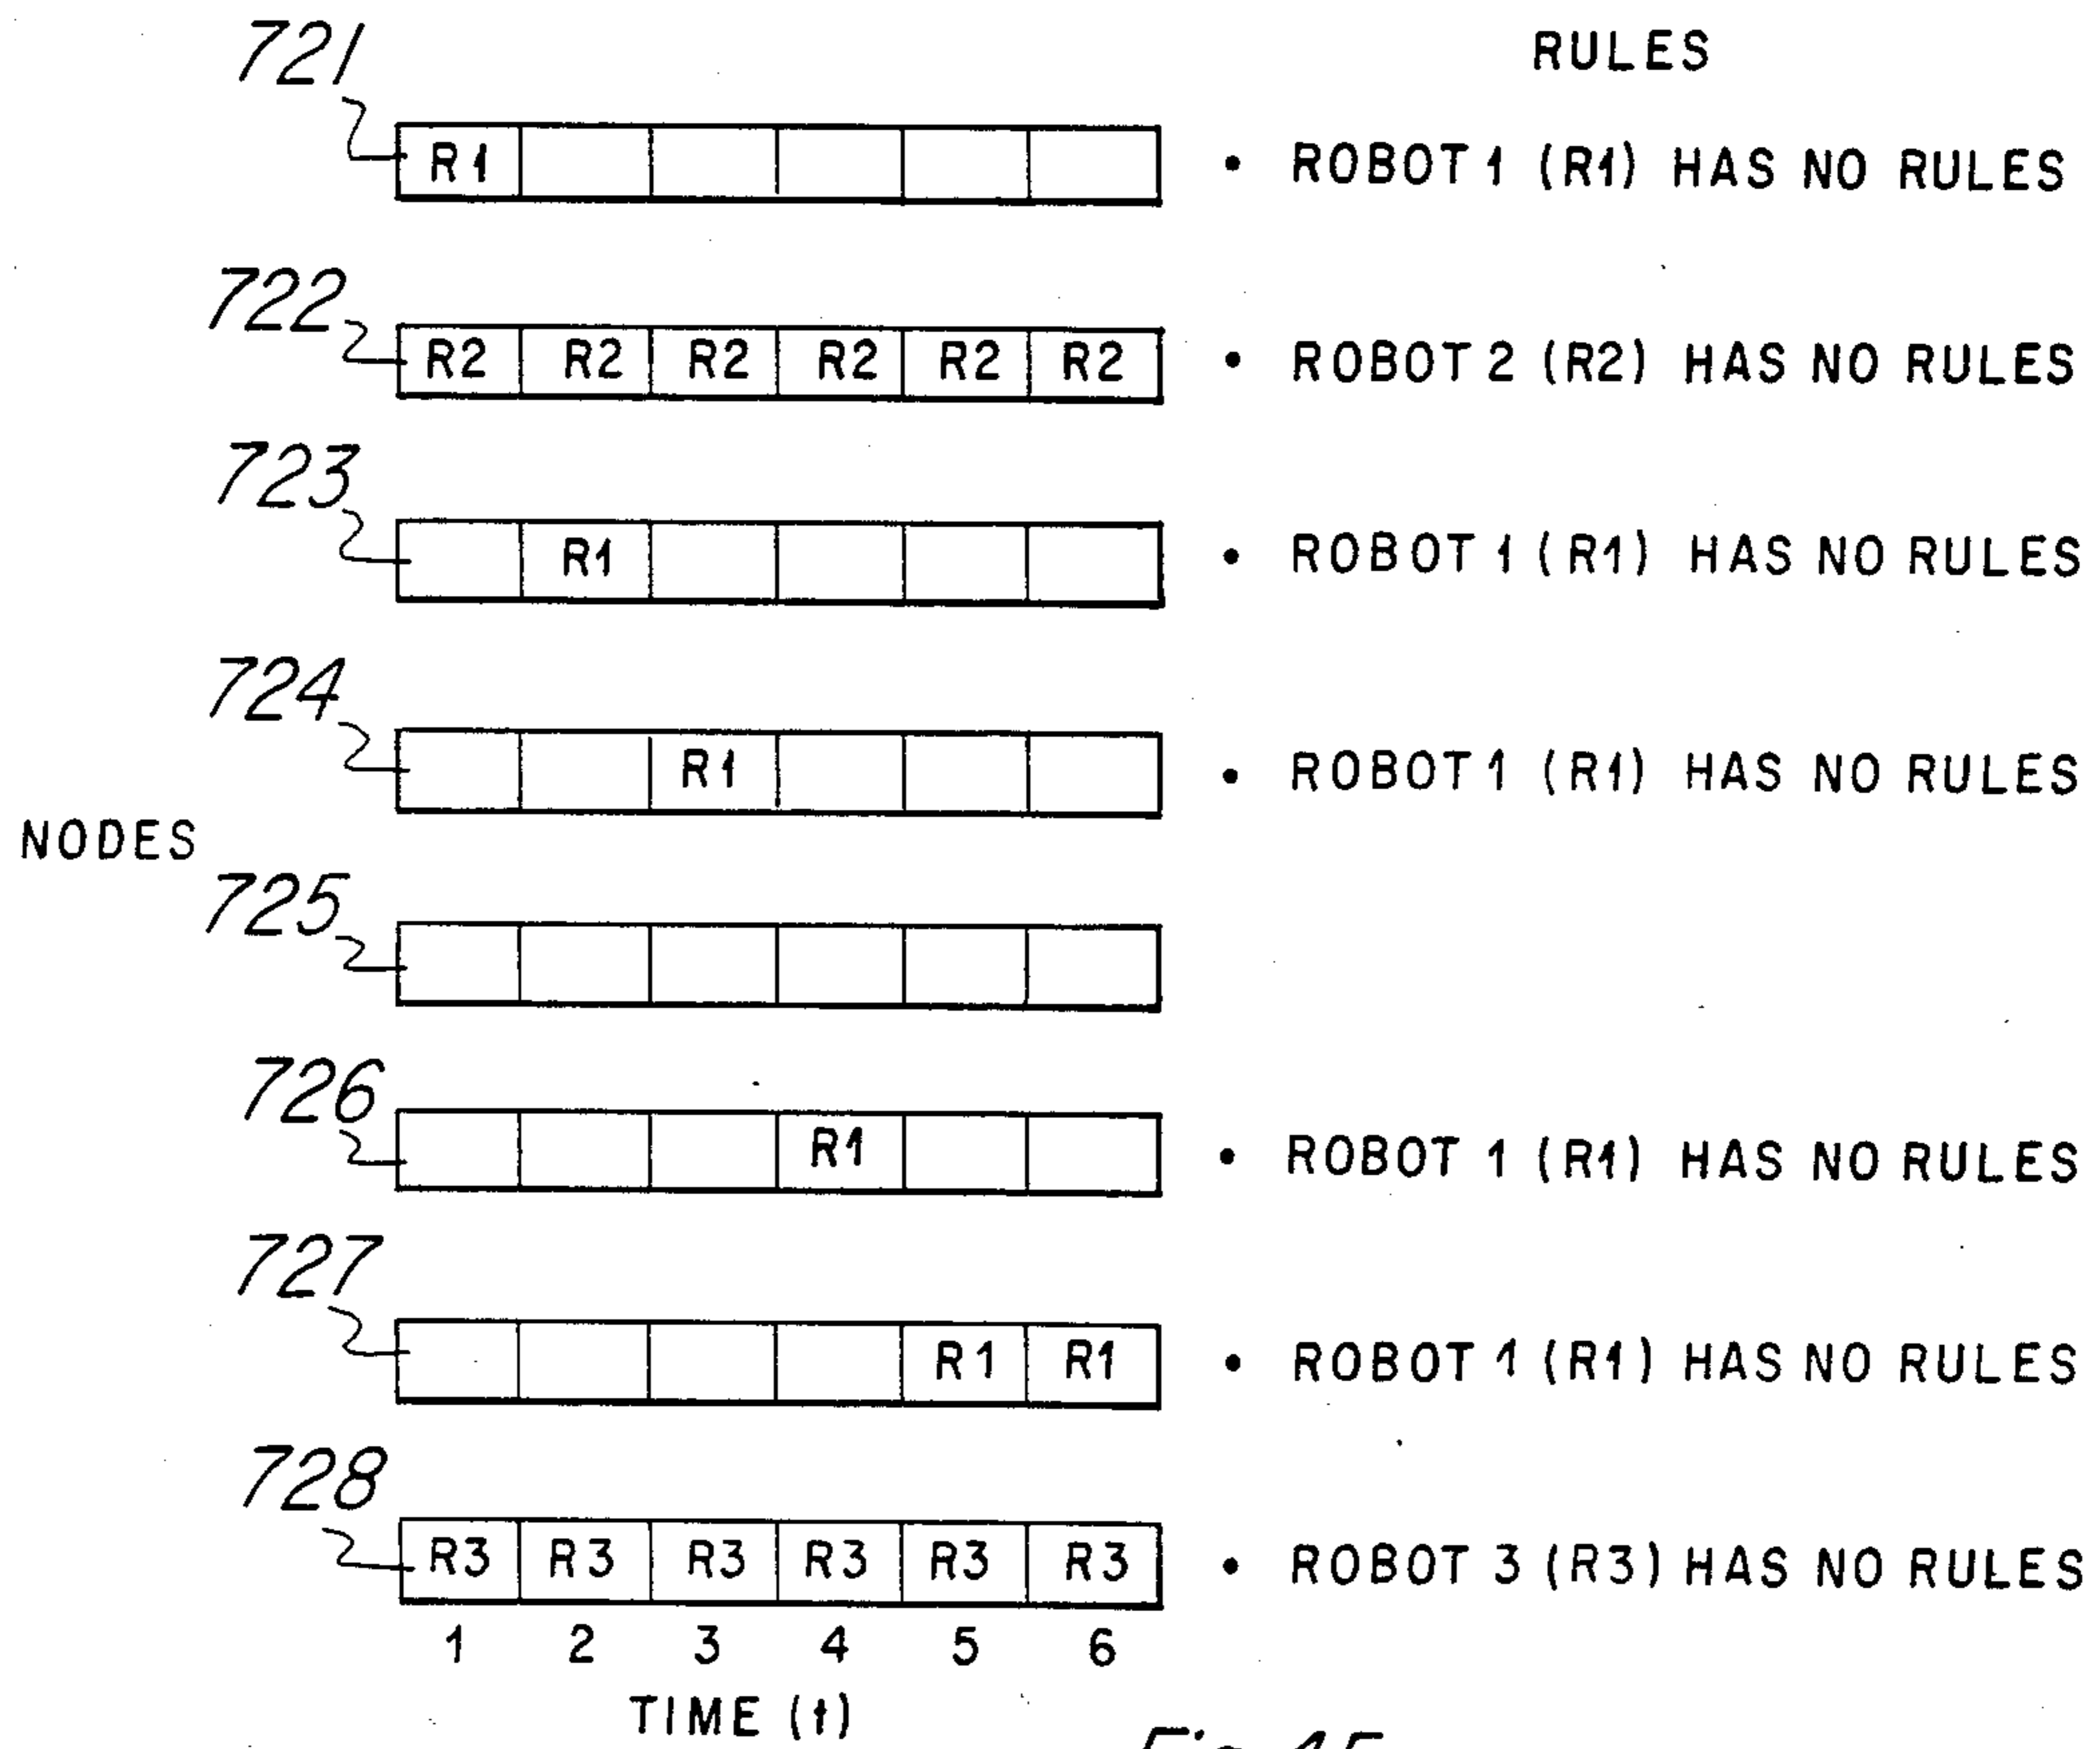 721
RULES
R1
• ROBOT 1 (R1) HAS NO RULES
722
R2 R2 R2 R2 R2 R2
• ROBOT 2 (R2) HAS NO RULES
723
R1
• ROBOT 1 (R1) HAS NO RULES
724
R1
• ROBOT 1 (R1) HAS NO RULES
NODES
725
726
R1
• ROBOT 1 (R1) HAS NO RULES
727
R1 R1
• ROBOT 1 (R1) HAS NO RULES
728
R3 R3 R3 R3 R3 R3
• ROBOT 3 (R3) HAS NO RULES
1 2 3 4 5 6
TIME (t)